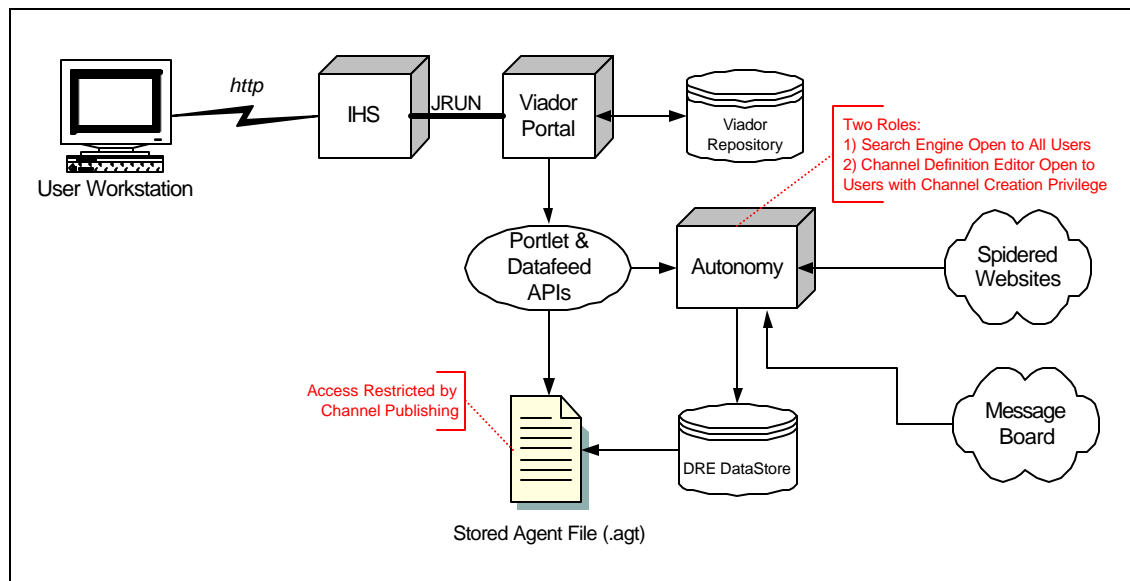 http
IHS
JRUN
Viador
Portal
Viador
Repository
User Workstation
Two Roles:
1) Search Engine Open to All Users
2) Channel Definition Editor Open to
Users with Channel Creation Privilege
Portlet &
Datafeed
APIs
Autonomy
Spidered
Websites
Access Restricted by
Channel Publishing
Message
Board
DRE DataStore
Stored Agent File (.agt)